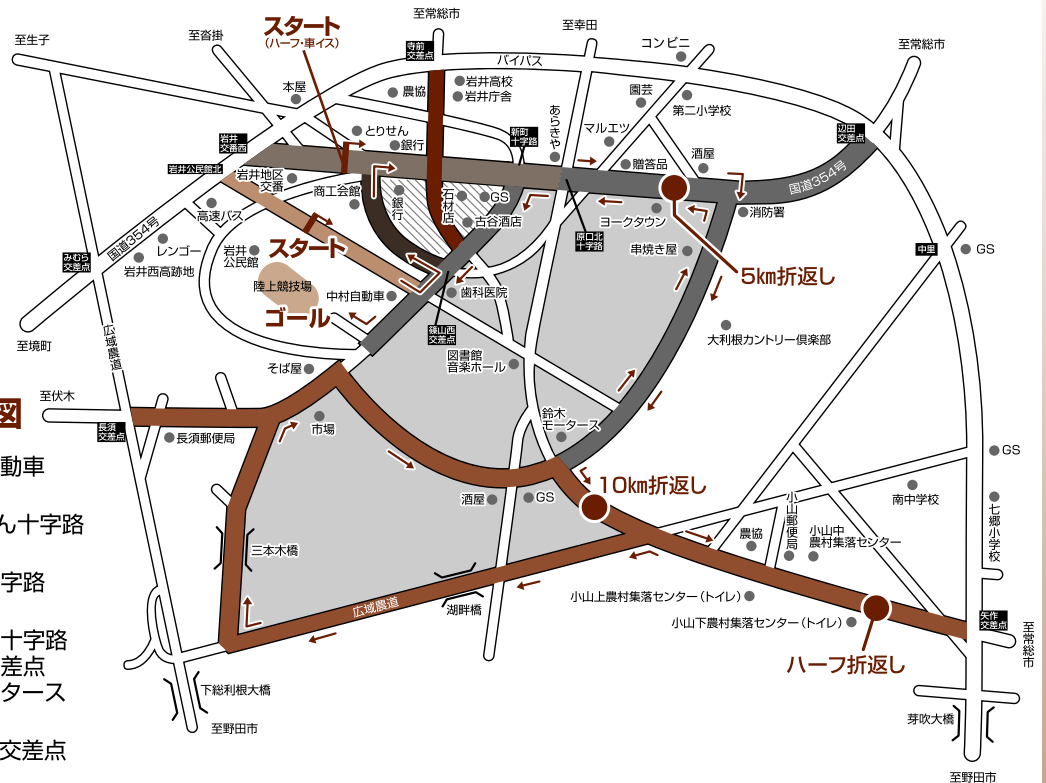 至常総市
スタート
(ハーフ・車イス)
至生子
至沓掛
至幸田
コンビニ
至常総市
寺前
交差点
バイパス
本屋
農協
岩井高校
岩井庁舎
園芸
第二小学校
あらきや
マルエツ
とりせん
銀行
新町
十字路
辺田
交差点
岩井
交番西
岩井公民館北
岩井地区
交番
商工会館
銀行
石材店
GS
古谷酒店
贈答品
酒屋
国道354号
高速バス
ヨークタウン
消防署
原口北
十字路
串焼き屋
中里
GS
国道354号
レンゴー
岩井
公民館
スタート
みむら
交差点
岩井西高跡地
陸上競技場
中村自動車
歯科医院
5km折返し
ゴール
篠山西
交差点
至境町
広域農道
図書館
音楽ホール
大利根カントリー倶楽部
そば屋
至伏木
図
市場
鈴木
モータース
長須
交差点
長須郵便局
動車
GS
10km折返し
酒屋
GS
南中学校
七郷小学校
ん十字路
小山郵便局
農協
小山中
農村集落センター
三本木橋
字路
湖畔橋
広域農道
小山上農村集落センター(トイレ)
小山下農村集落センター(トイレ)
矢作
交差点
至常総市
十字路
差点
ハーフ折返し
タース
下総利根大橋
芽吹大橋
至野田市
交差点
至野田市